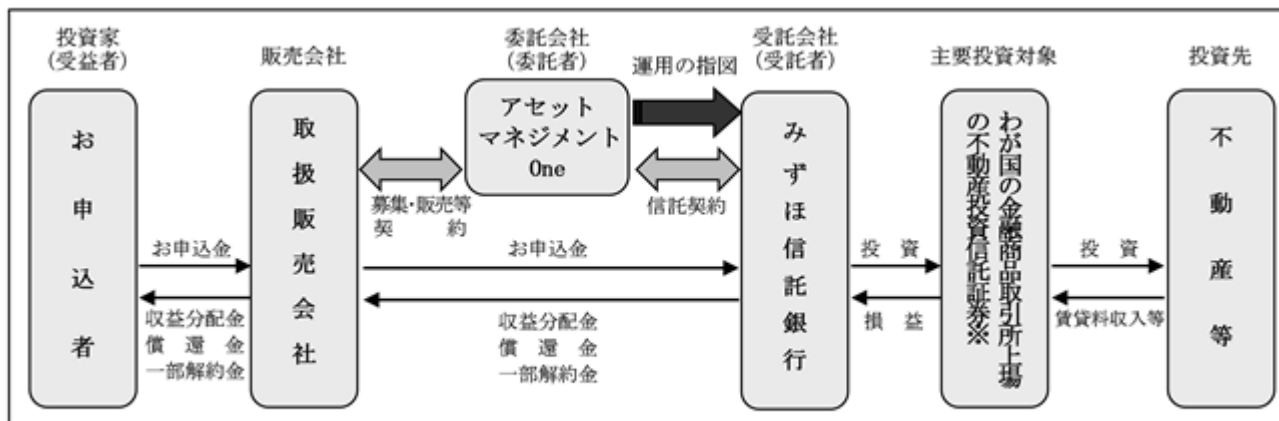 投資家
(受益者)
お申込者
お申込金
収益分配金
償還金
一部解約金
販売会社
取扱販売会社
募集・販売等
契約
委託会社
(委託者)
アセット
マネジメント
One
運用の指図
信託契約
お申込金
収益分配金
償還金
一部解約金
受託会社
(受託者)
みずほ信託銀行
投資
損益
主要投資対象
わが国の金融商品取引所上場
の不動産投資信託証券※
投資
賃貸料収入等
投資先
不動産等